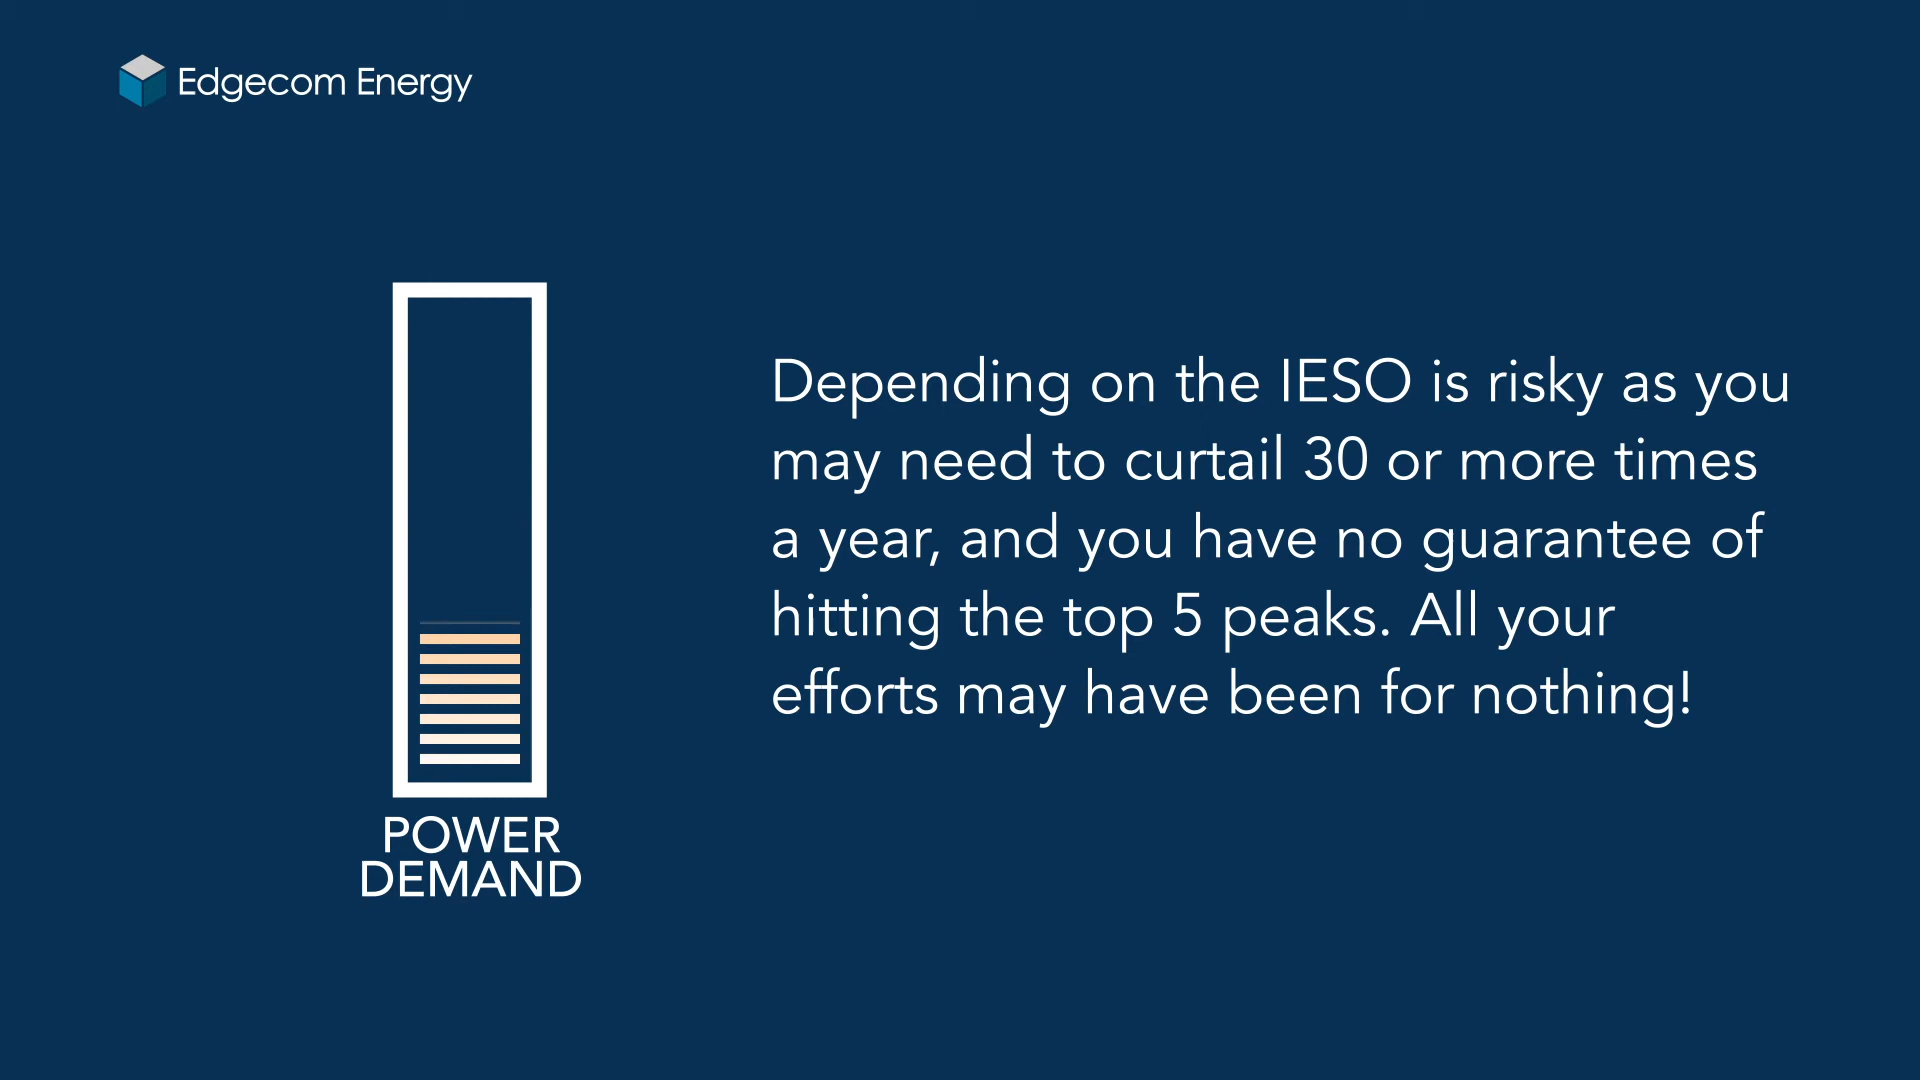 Edgecom Energy
Depending on the IESO is risky as you
may need to curtail 30 or more times
a year, and you have no guarantee of
hitting the top 5 peaks. All your
efforts may have been for nothing!
POWER
DEMAND